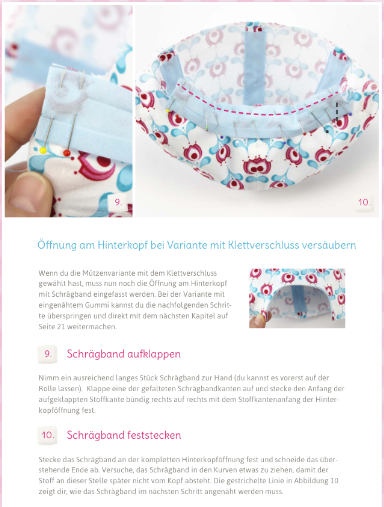 9.
10.
Öffnung am Hinterkopf bei Variante mit Klettverschluss versäubern
Wenn du die Mützenvariante mit dem Klettverschluss
gewählt hast, muss nun noch die Öffnung am Hinterkopf
mit Schrägband eingefasst werden. Bei der Variante mit
eingenähtem Gummi kannst du die nachfolgenden Schrit-
te überspringen und direkt mit dem nächsten Kapitel auf
Seite 21 weitermachen.
9. Schrägband aufklappen
Nimm ein ausreichend langes Stück Schrägband zur Hand (du kannst es vorerst auf der
Rolle lassen). Klappe eine der gefalteten Schrägbandkanten auf und stecke den Anfang der
aufgeklappten Stoffkante bündig rechts auf rechts mit dem Stoffkantenanfang der Hinter-
kopföffnung fest.
10. Schrägband feststecken
Stecke das Schrägband an der kompletten Hinterkopföffnung fest und schneide das über-
stehende Ende ab. Versuche, das Schrägband in den Kurven etwas zu ziehen, damit der
Stoff an dieser Stelle später nicht vom Kopf absteht. Die gestrichelte Linie in Abbildung 10
zeigt dir, wie das Schrägband im nächsten Schritt angenäht werden muss.